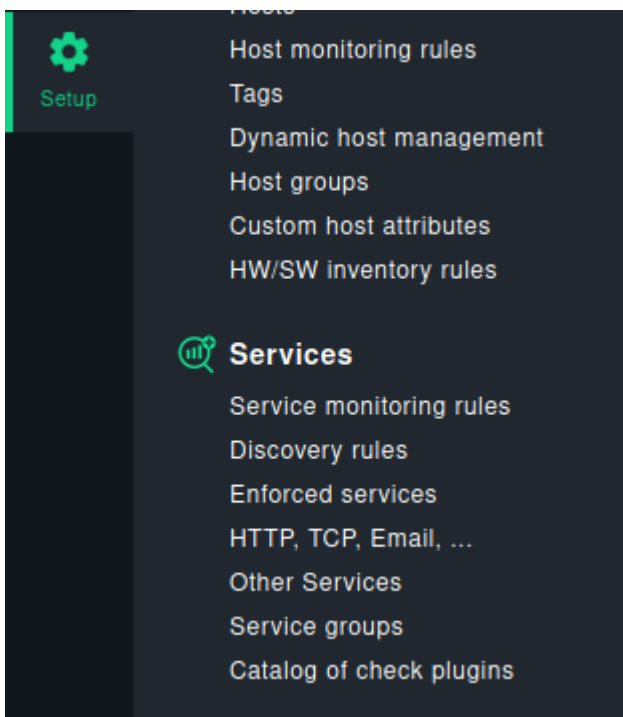 Hosts
Setup
Host monitoring rules
Tags
Dynamic host management
Host groups
Custom host attributes
HW/SW inventory rules
Services
Service monitoring rules
Discovery rules
Enforced services
HTTP, TCP, Email, ...
Other Services
Service groups
Catalog of check plugins